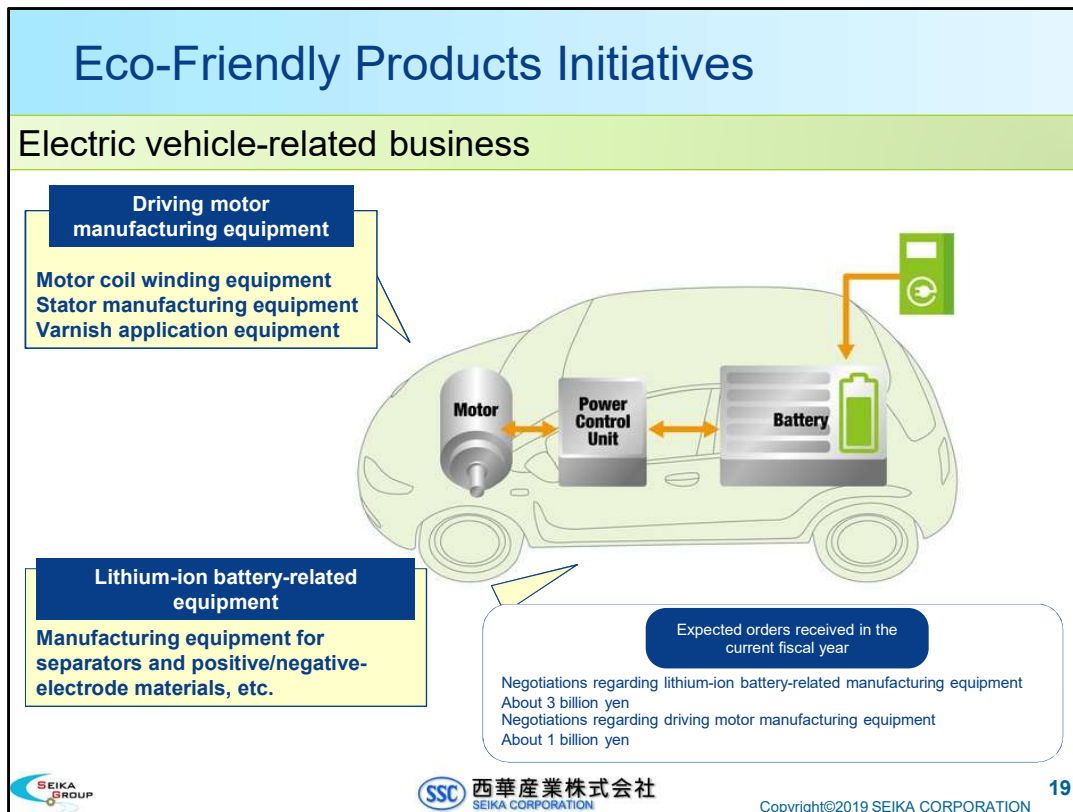 Eco-Friendly Products Initiatives
Electric vehicle-related business
Driving motor
manufacturing equipment
Motor coil winding equipment
Stator manufacturing equipment
Varnish application equipment
Motor
Power
Control
Unit
Battery
Lithium-ion battery-related
equipment
Manufacturing equipment for
separators and positive/negative-
electrode materials, etc.
Expected orders received in the
current fiscal year
Negotiations regarding lithium-ion battery-related manufacturing equipment
About 3 billion yen
Negotiations regarding driving motor manufacturing equipment
About 1 billion yen
SEIKA
GROUP
SSC
西華産業株式会社
SEIKA CORPORATION
Copyright©2019 SEIKA CORPORATION
19